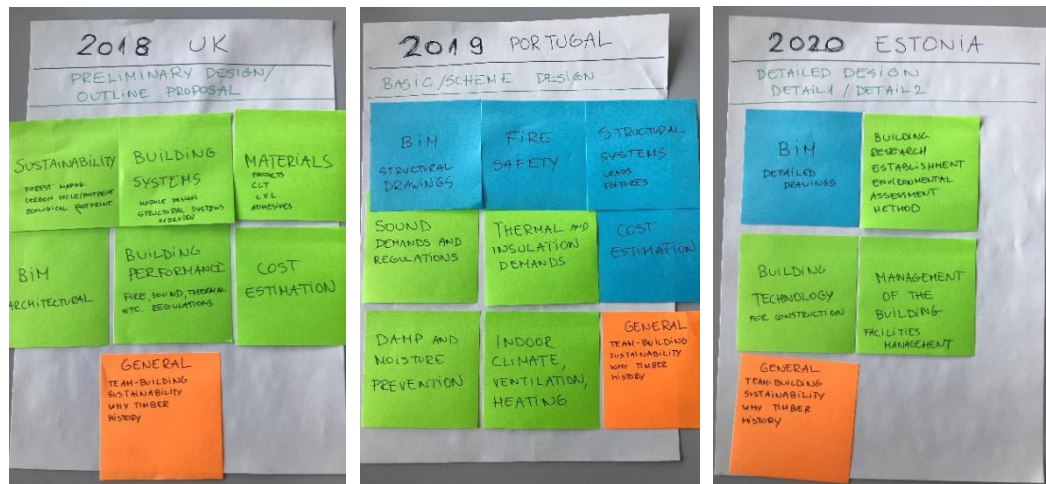 2018 UK
PRELIMINARY DESIGN/
OUTLINE PROPOSAL
SUSTAINABILITY
FOREST MANAG.
CARBON CYCLE/FOOTPRINT
ECOLOGICAL FOOTPRINT
BUILDING
SYSTEMS
MODULE DESIGN
STRUCTURAL SYSTEMS
OVERVIEW
MATERIALS
PRODUCTS
CLT
LVL
ADHESIVES
BiM
ARCHITECTURAL
BUILDING
PERFORMANCE
FIRE, SOUND, THERMAL
ETC. REGULATIONS
COST
ESTIMATION
GENERAL
TEAM-BUILDING
SUSTAINABILITY
WHY TIMBER
HISTORY
2019 PORTUGAL
BASIC/SCHEME DESIGN
BiM
STRUCTURAL
DRAWINGS
FIRE
SAFETY
STRUCTURAL
SYSTEMS
LOADS
FIXTURES
SOUND
DEMANDS AND
REGULATIONS
THERMAL AND
INSULATION
DEMANDS
COST
ESTIMATION
DAMP AND
MOISTURE
PREVENTION
INDOOR
CLIMATE,
VENTILATION,
HEATING
GENERAL
TEAM-BUILDING
SUSTAINABILITY
WHY TIMBER
HISTORY
2020 ESTONIA
DETAILED DESIGN
DETAIL1/DETAIL2
BiM
DETAILED
DRAWINGS
BUILDING
RESEARCH
ESTABLISHMENT
ENVIRONMENTAL
ASSESSMENT
METHOD
BUILDING
TECHNOLOGY
FOR CONSTRUCTION
MANAGEMENT
OF THE
BUILDING
FACILITIES
MANAGEMENT
GENERAL
TEAM-BUILDING
SUSTAINABILITY
WHY TIMBER
HISTORY